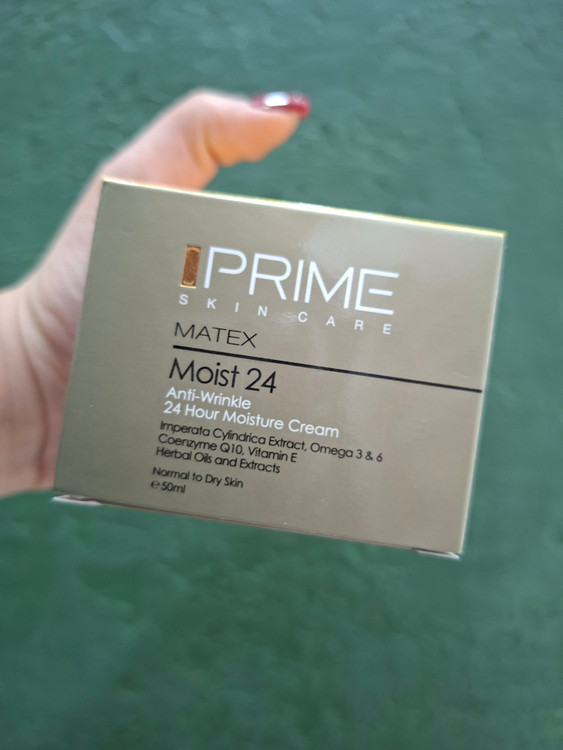 PRIME
SKIN CARE
MATEX
Moist 24
Anti-Wrinkle
24 Hour Moisture Cream
Imperata Cylindrica Extract, Omega 3 & 6
Coenzyme Q10, Vitamin E
Herbal Oils and Extracts
Normal to Dry Skin
℮50ml